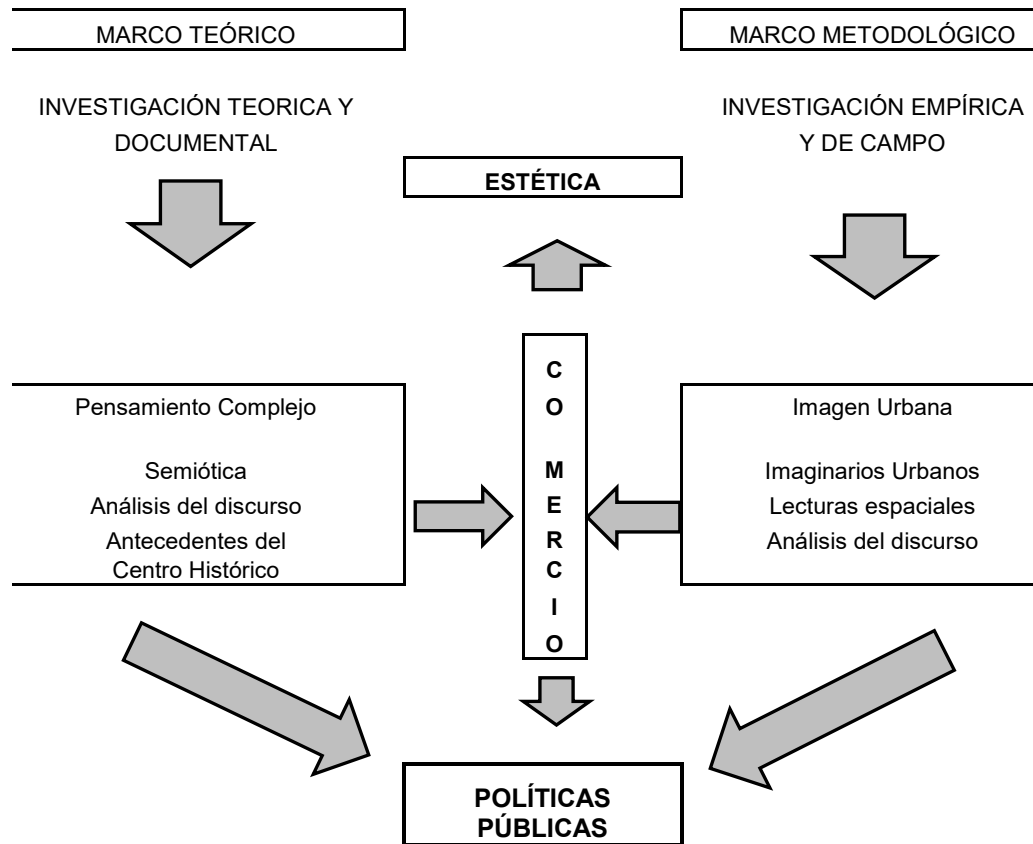 MARCO TEÓRICO
INVESTIGACIÓN TEORICA Y
DOCUMENTAL
MARCO METODOLÓGICO
INVESTIGACIÓN EMPÍRICA
Y DE CAMPO
ESTÉTICA
Pensamiento Complejo
Semiótica
Análisis del discurso
Antecedentes del
Centro Histórico
C
O
M
E
R
C
I
O
Imagen Urbana
Imaginarios Urbanos
Lecturas espaciales
Análisis del discurso
POLÍTICAS
PÚBLICAS